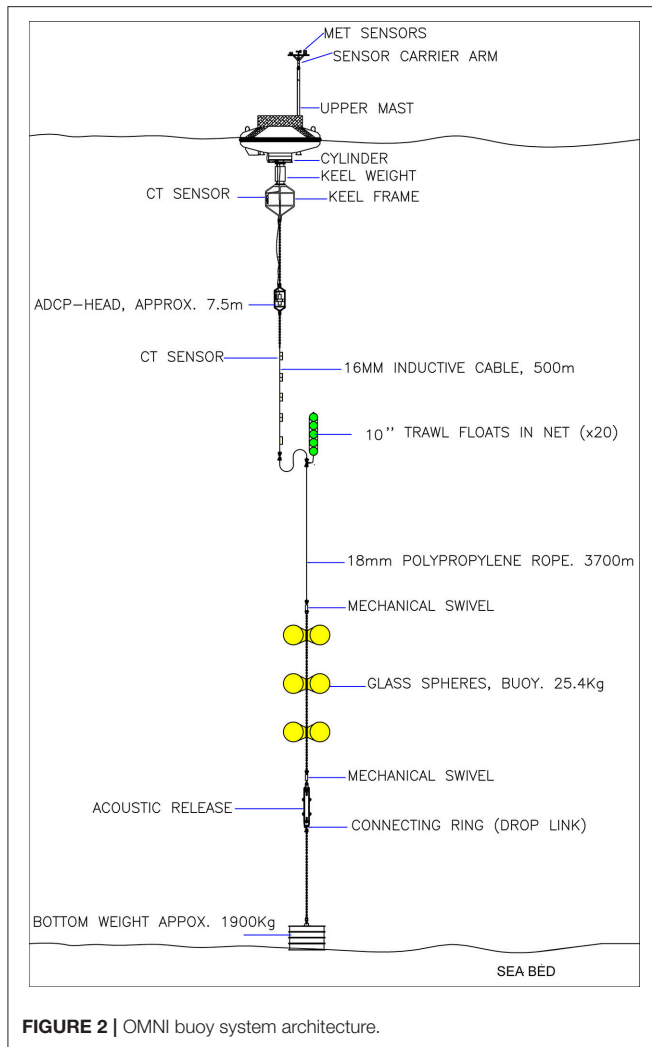 MET SENSORS
SENSOR CARRIER ARM
UPPER MAST
CYLINDER
KEEL WEIGHT
CT SENSOR
KEEL FRAME
ADCP-HEAD, APPROX. 7.5m
CT SENSOR
16MM INDUCTIVE CABLE, 500m
10'' TRAWL FLOATS IN NET (x20)
18mm POLYPROPYLENE ROPE. 3700m
MECHANICAL SWIVEL
GLASS SPHERES, BUOY. 25.4Kg
MECHANICAL SWIVEL
ACOUSTIC RELEASE
CONNECTING RING (DROP LINK)
BOTTOM WEIGHT APPOX. 1900Kg
SEA BED
FIGURE 2 | OMNI buoy system architecture.